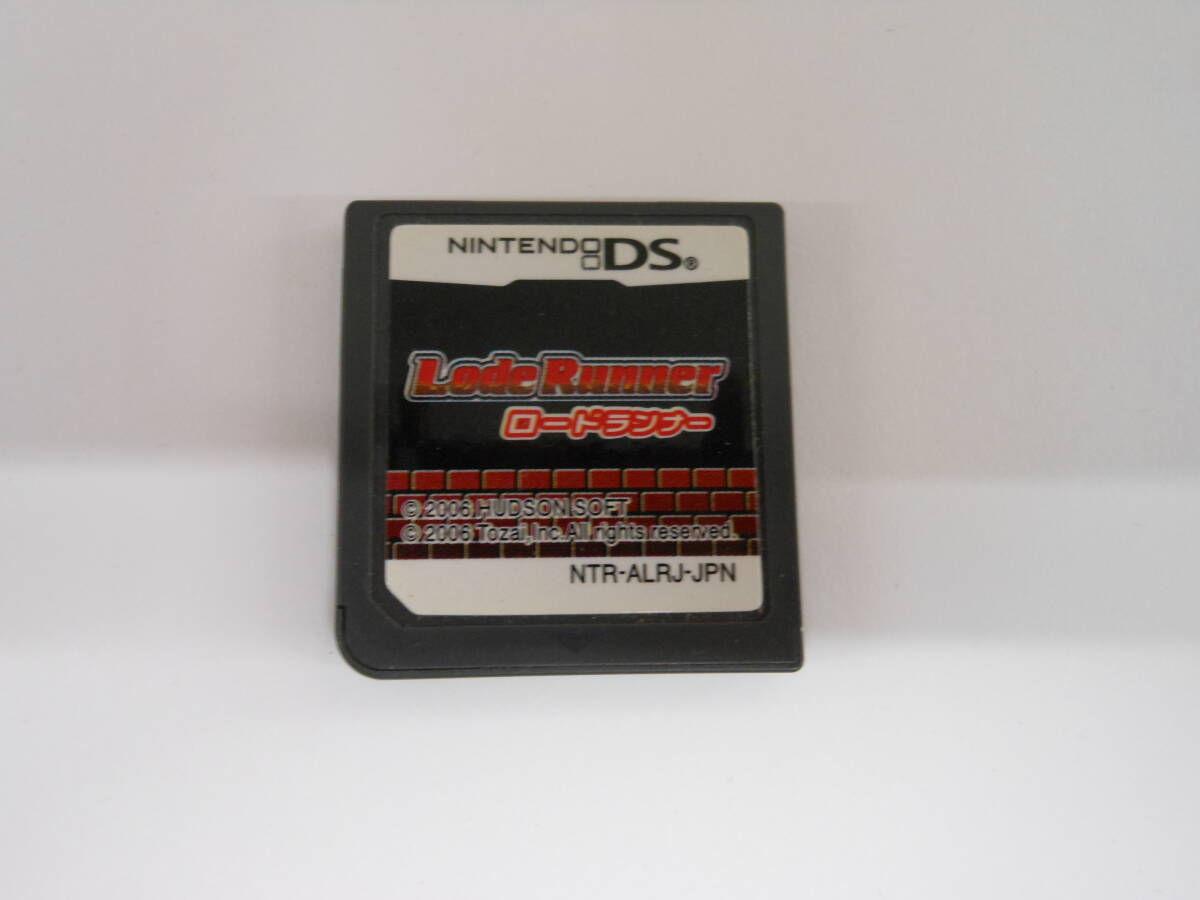 NINTENDO DS®
Lode Runner
ロードランナー
© 2006 HUDSON SOFT
© 2006 Tozai, Inc. All rights reserved.
NTR-ALRJ-JPN